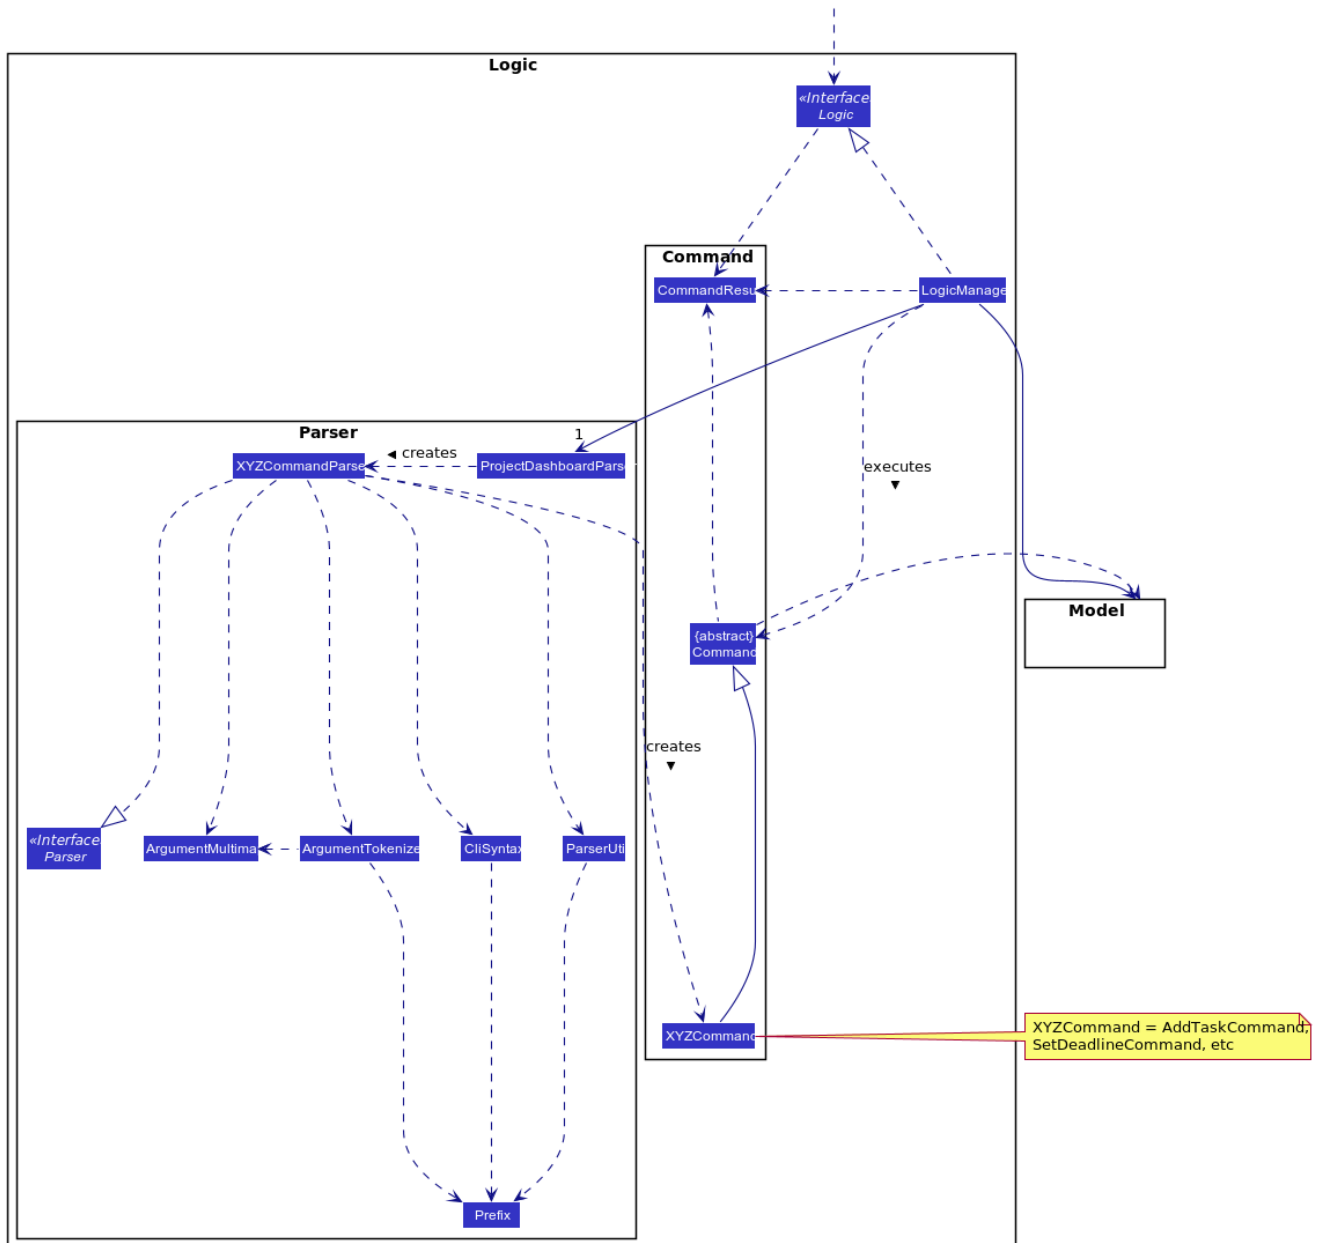 Logic
«Interface
Logic
Command
CommandResu
LogicManage
Parser
1
XYZCommandParse
◄ creates
ProjectDashboardPars
executes
▼
Model
{abstract}
Command
creates
▼
«Interface
Parser
ArgumentMultima
ArgumentTokenize
CliSyntax
ParserUti
XYZCommand
XYZCommand = AddTaskCommand,
SetDeadlineCommand, etc
Prefix